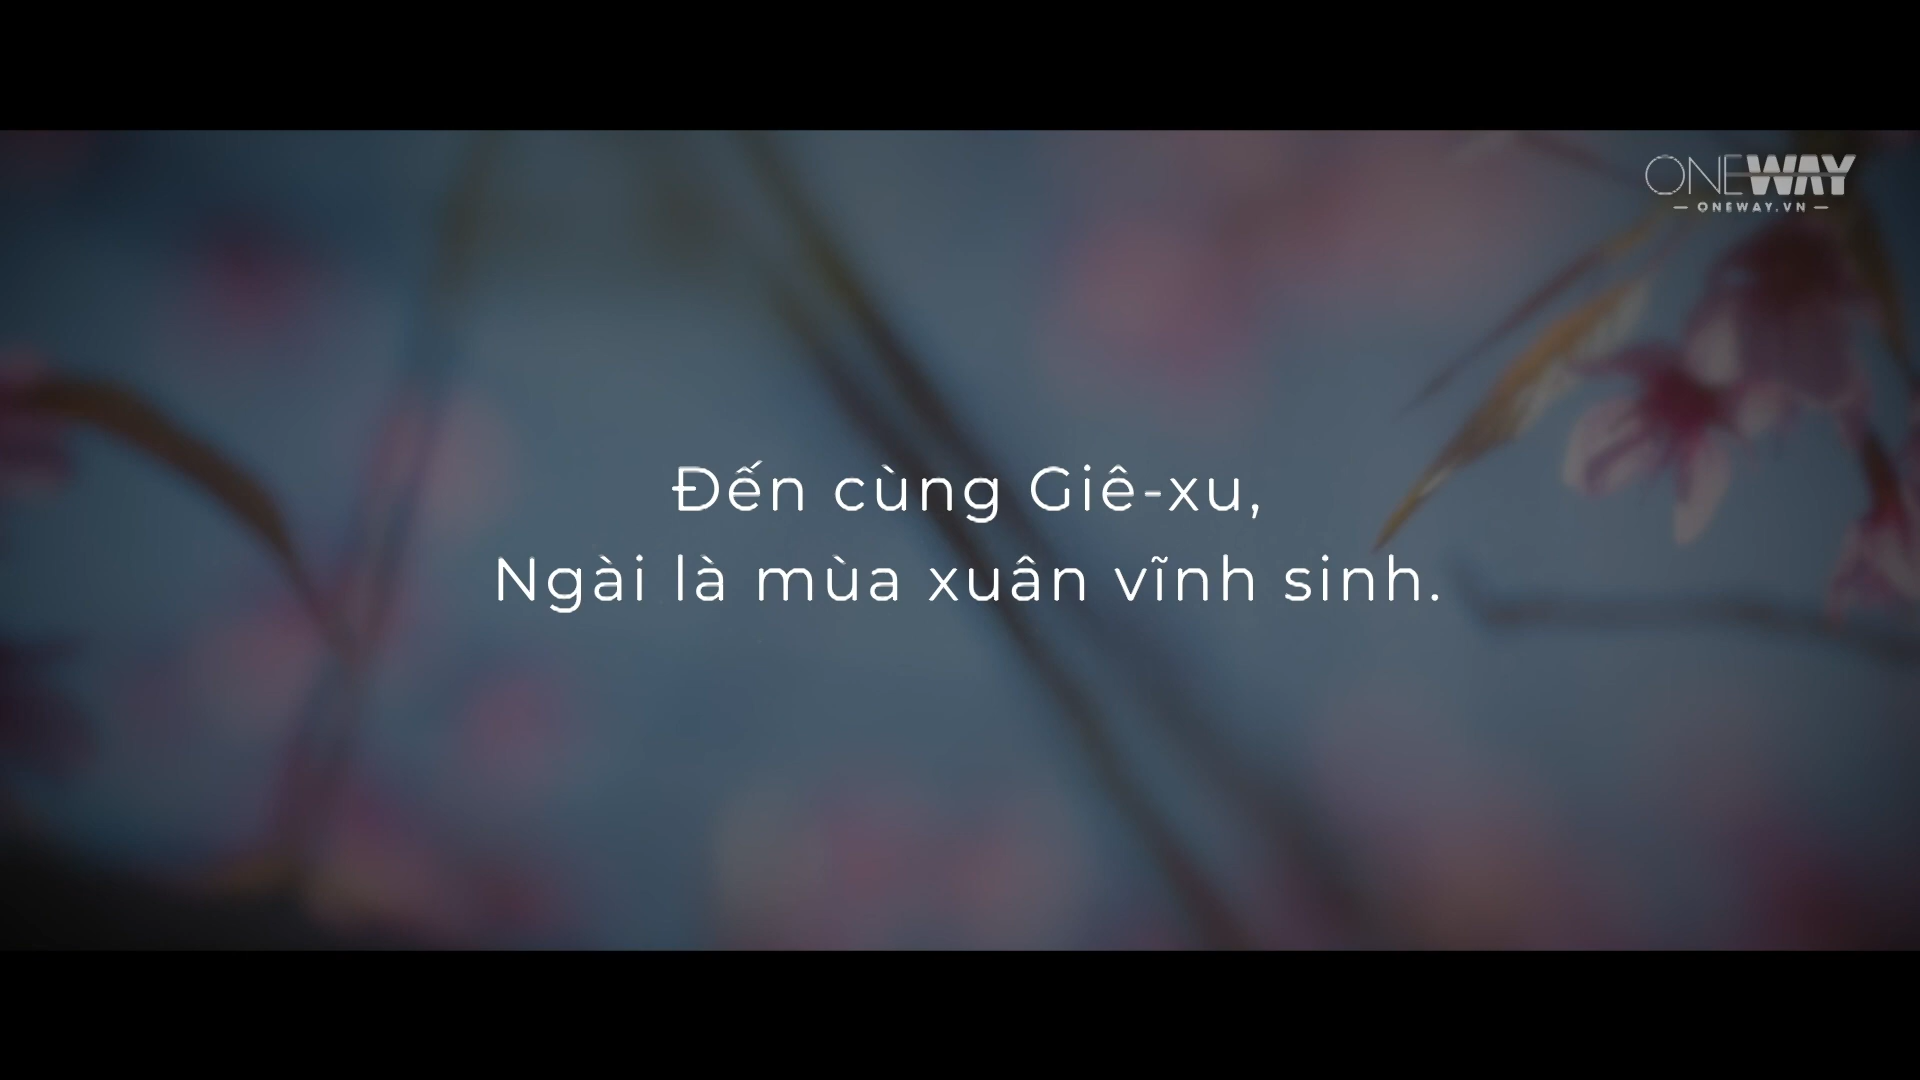 ONEWAY
— ONEWAY.VN —
Đến cùng Giê-xu,
Ngài là mùa xuân vĩnh sinh.